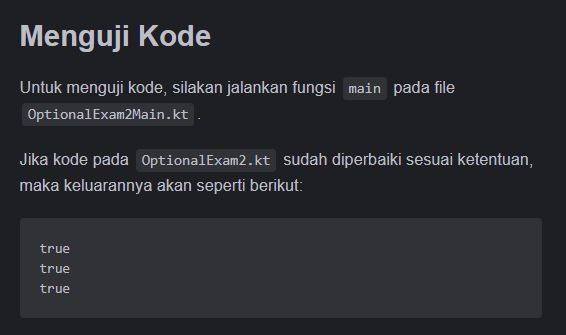 Menguji Kode
Untuk menguji kode, silakan jalankan fungsi main pada file
OptionalExam2Main.kt .
Jika kode pada OptionalExam2.kt sudah diperbaiki sesuai ketentuan,
maka keluarannya akan seperti berikut:
true
true
true